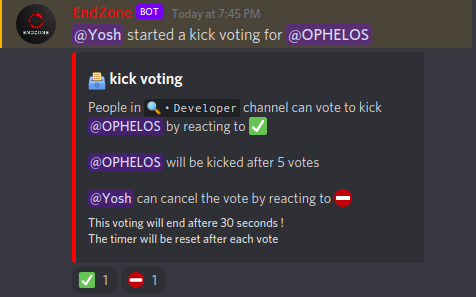 EndZone BOT Today at 7:45 PM
@Yosh started a kick voting for @OPHELOS
kick voting
People in 🔍・Developer channel can vote to kick
@OPHELOS by reacting to ✅
@OPHELOS will be kicked after 5 votes
@Yosh can cancel the vote by reacting to ⛔
This voting will end aftere 30 seconds !
The timer will be reset after each vote
✅ 1 ⛔ 1